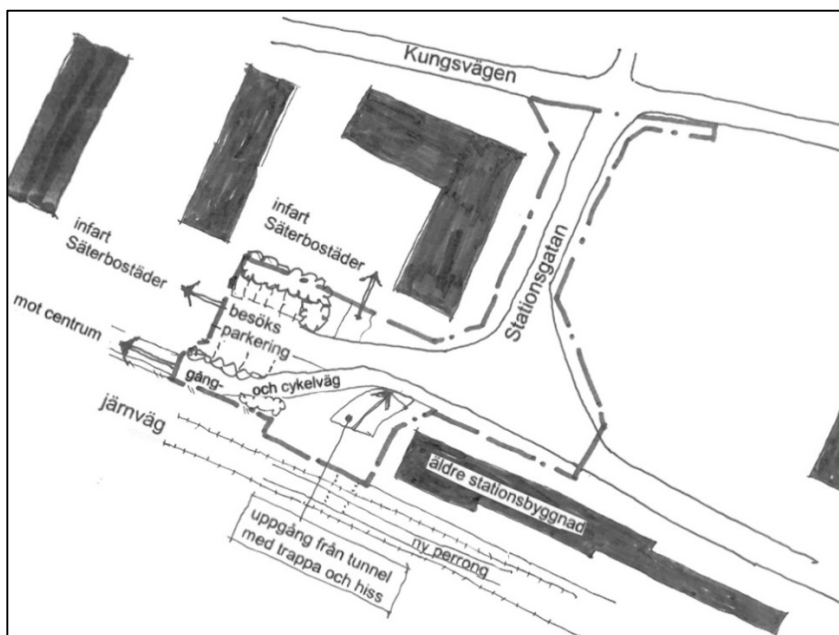 Kungsvägen
infart
Säterbostäder
infart
Säterbostäder
Stationsgatan
mot centrum
besöks
parkering
gång-
och cykelväg
järnväg
äldre stationsbyggnad
ny perrong
uppgång från tunnel
med trappa och hiss